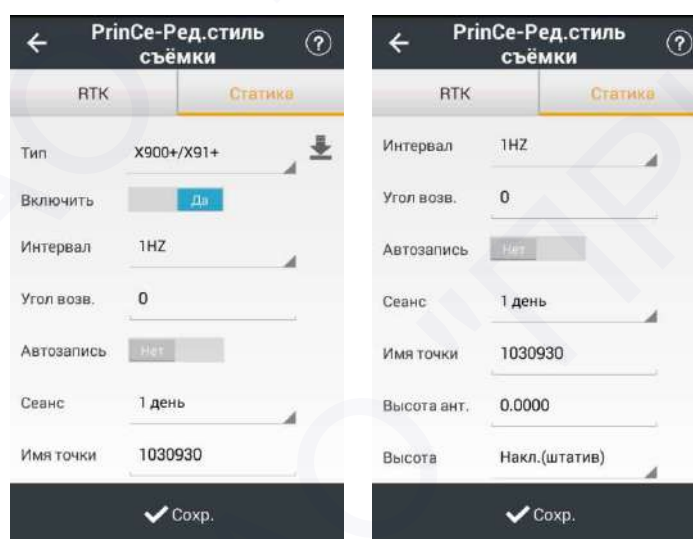 PrinCe-Ред.стиль
съёмки
?
RTK
Статика
Тип X900+/X91+
Включить Да
Интервал 1HZ
Угол возв. 0
Автозапись Нет
Сеанс 1 день
Имя точки 1030930
Сохр.
PrinCe-Ред.стиль
съёмки
?
RTK
Статика
Интервал 1HZ
Угол возв. 0
Автозапись Нет
Сеанс 1 день
Имя точки 1030930
Высота ант. 0.0000
Высота Накл.(штатив)
Сохр.